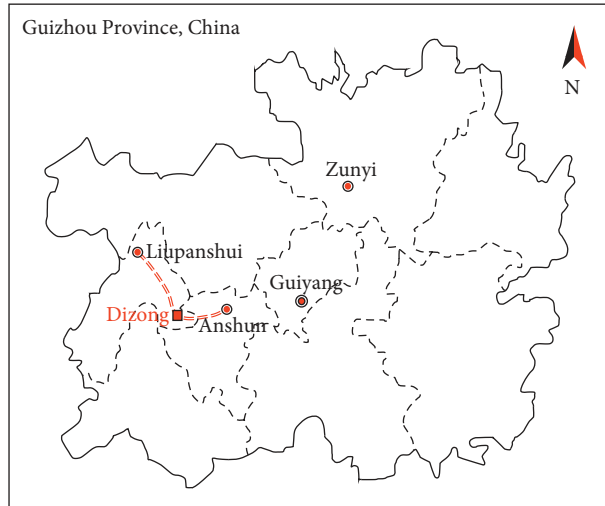 Guizhou Province, China
N
Zunyi
Liupanshui
Guiyang
Dizong
Anshun